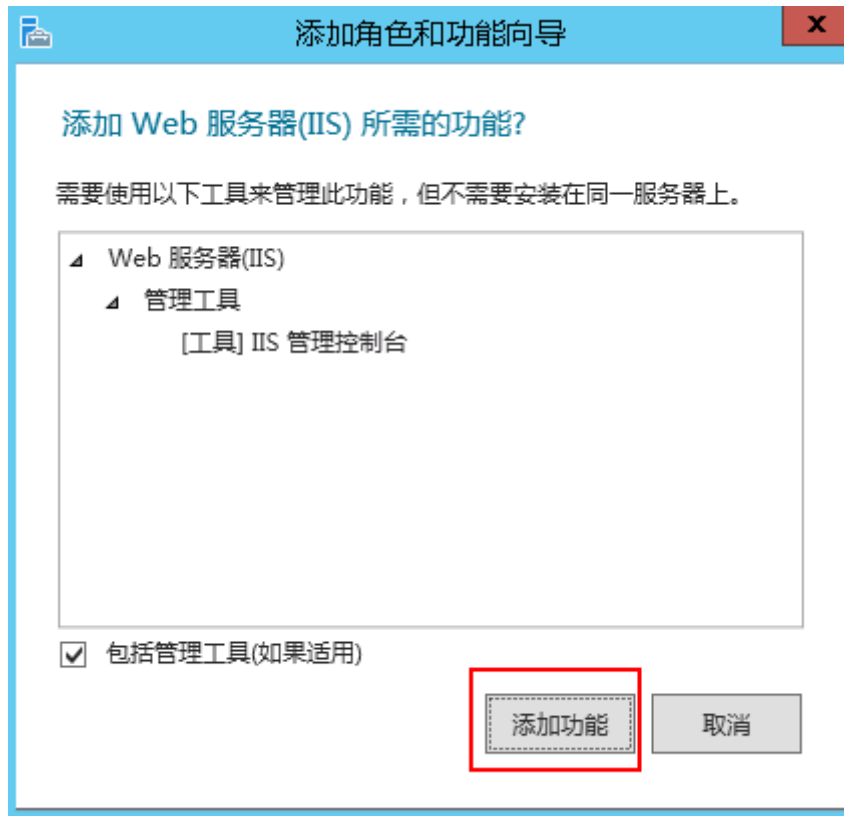 添加角色和功能向导
x
添加 Web 服务器(IIS) 所需的功能?
需要使用以下工具来管理此功能，但不需要安装在同一服务器上。
Web 服务器(IIS)
管理工具
[工具] IIS 管理控制台
包括管理工具(如果适用)
添加功能 取消